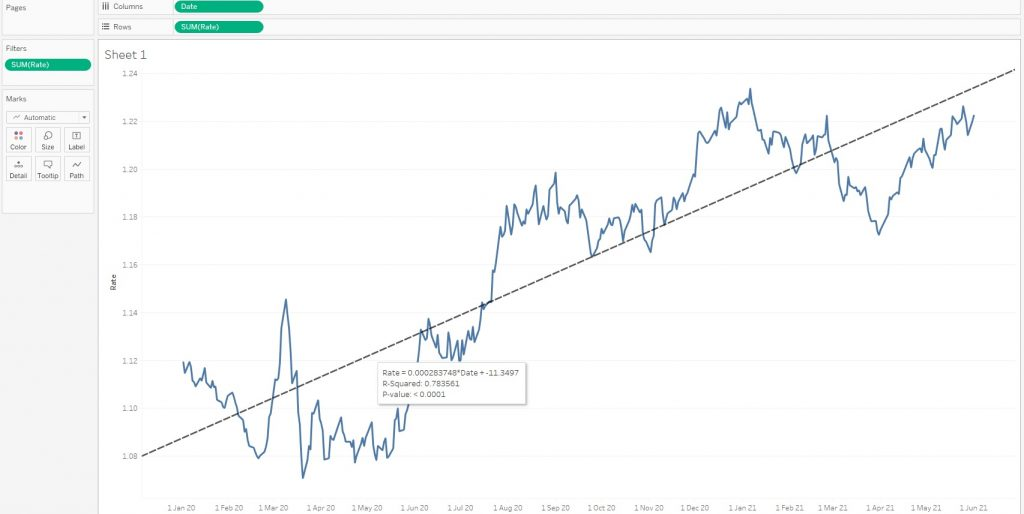 Pages
Columns Date
Rows SUM(Rate)
Filters
SUM(Rate)
Marks
Automatic
Color Size Label
Detail Tooltip Path
Sheet 1
1.24
1.22
1.20
1.18
1.16
1.14
1.12
1.10
1.08
Rate
Rate = 0.000283748*Date + -11.3497
R-Squared: 0.783561
P-value: < 0.0001
1 Jan 20 1 Feb 20 1 Mar 20 1 Apr 20 1 May 20 1 Jun 20 1 Jul 20 1 Aug 20 1 Sep 20 1 Oct 20 1 Nov 20 1 Dec 20 1 Jan 21 1 Feb 21 1 Mar 21 1 Apr 21 1 May 21 1 Jun 21